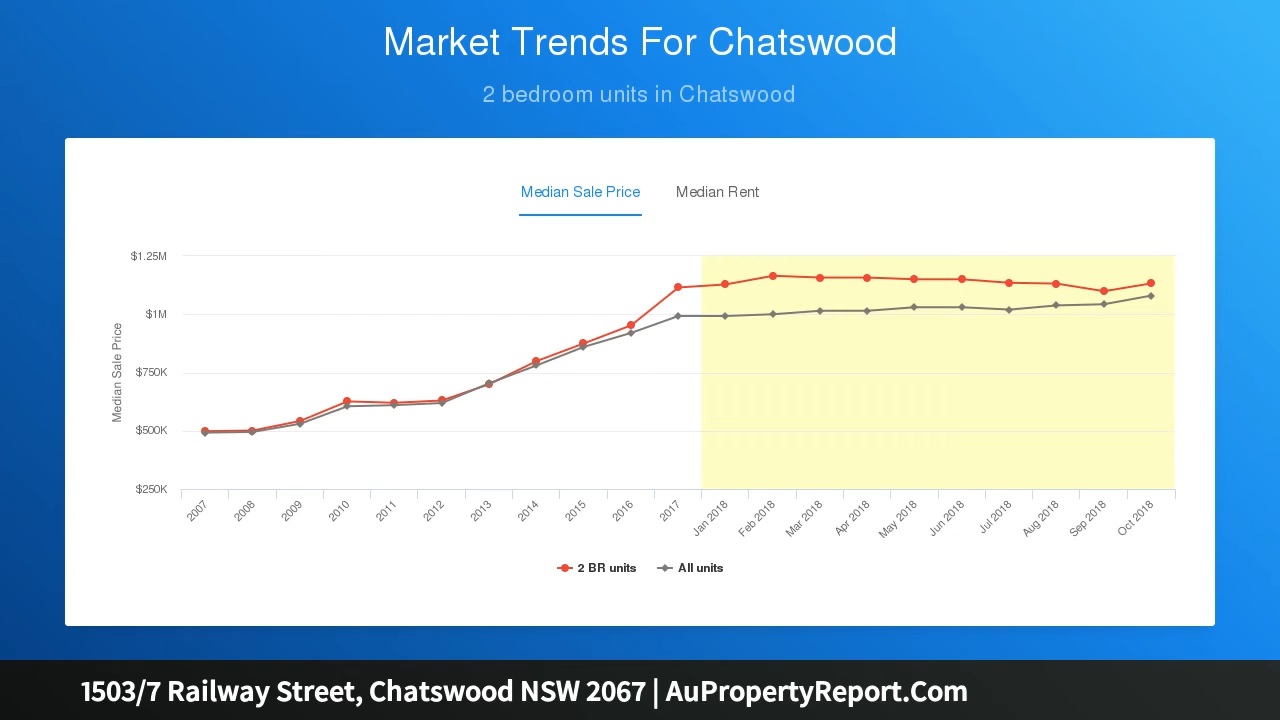 Market Trends For Chatswood
2 bedroom units in Chatswood
Median Sale Price
Median Rent
Median Sale Price
$1.25M
$1M
$750K
$500K
$250K
2007
2008
2009
2010
2011
2012
2013
2014
2015
2016
2017
Jan 2018
Feb 2018
Mar 2018
Apr 2018
May 2018
Jun 2018
Jul 2018
Aug 2018
Sep 2018
Oct 2018
2 BR units
All units
1503/7 Railway Street, Chatswood NSW 2067 | AuPropertyReport.Com